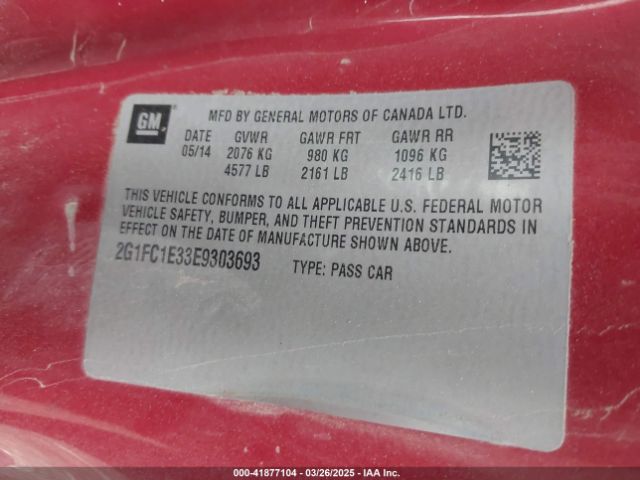 GM
MFD BY GENERAL MOTORS OF CANADA LTD.
DATE GVWR GAWR FRT GAWR RR
05/14 2076 KG 980 KG 1096 KG
4577 LB 2161 LB 2416 LB
THIS VEHICLE CONFORMS TO ALL APPLICABLE U.S. FEDERAL MOTOR
VEHICLE SAFETY, BUMPER, AND THEFT PREVENTION STANDARDS IN
EFFECT ON THE DATE OF MANUFACTURE SHOWN ABOVE.
2G1FC1E33E9303693 TYPE: PASS CAR
00-41877104 | 03/26/2025 | IAA Inc.